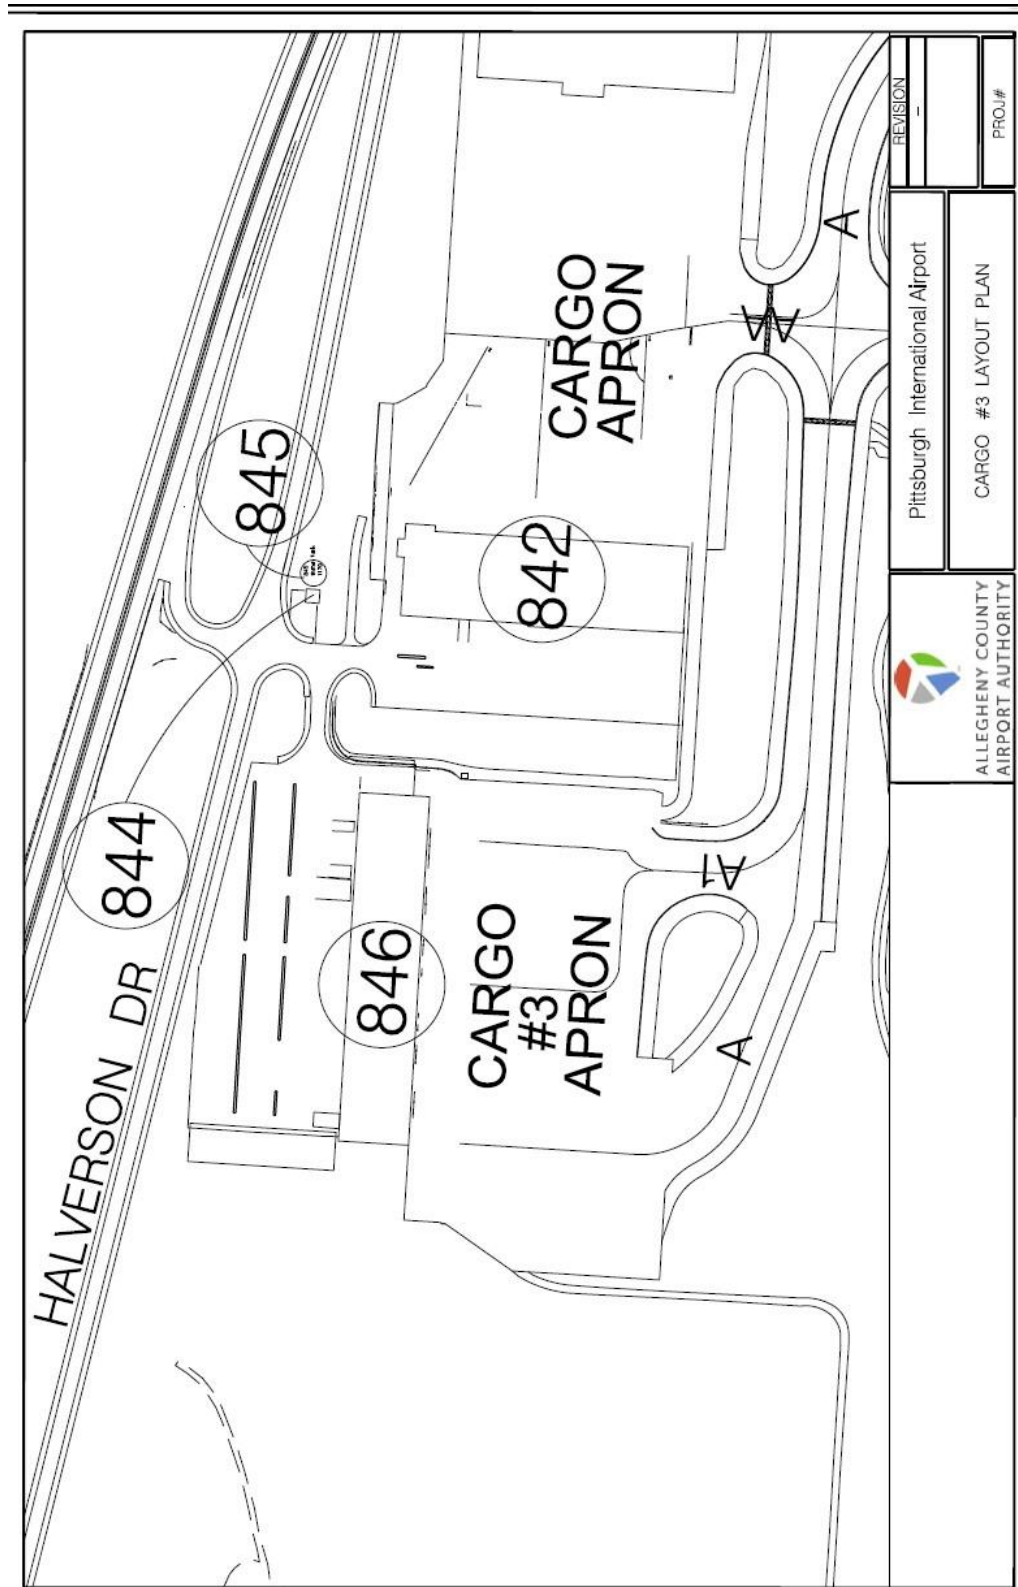 HALVERSON DR
844
845
846
842
CARGO
#3
APRON
CARGO
APRON
A
A1
AA
A
ALLEGHENY COUNTY
AIRPORT AUTHORITY
Pittsburgh International Airport
CARGO #3 LAYOUT PLAN
REVISION
-
PROJ#